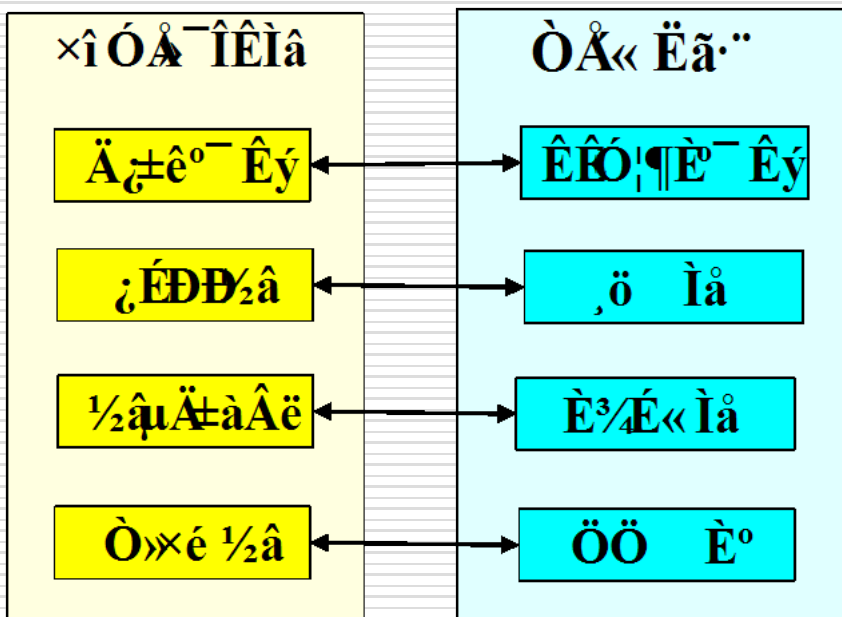 ×î ÓÅ»¯ÎÊÌâ
ÒÅ´« Ëã·¨
Ä¿±êº¯ Êý
ÊÊÓ¦¶Èº¯ Êý
¿ÉÐÐ½â
¸ö Ìå
½âµÄ±àÂë
È¾É« Ìå
Ò»×é ½â
ÖÖ Èº